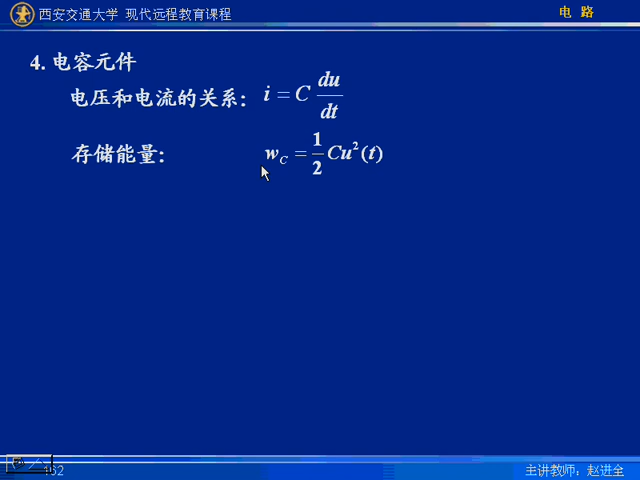 西安交通大学 现代远程教育课程
电 路
4. 电容元件
电压和电流的关系: i = C du/dt
存储能量: w_C = 1/2 Cu²(t)
162
主讲教师：赵进全